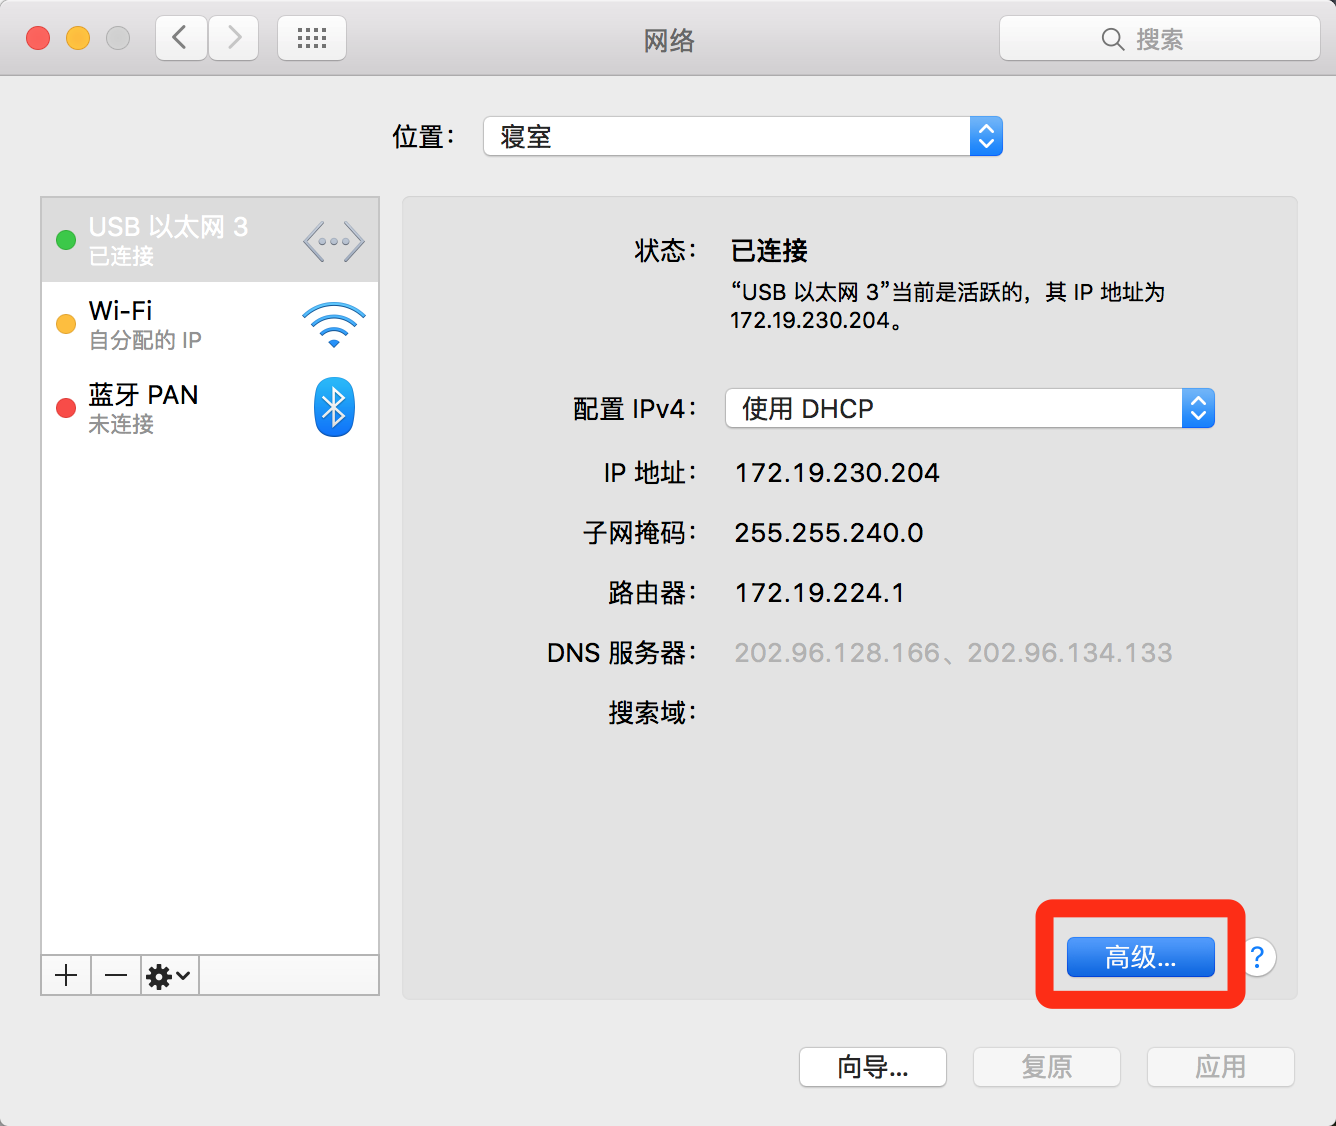 网络
搜索
位置：
寝室
USB 以太网 3
已连接
Wi-Fi
自分配的 IP
蓝牙 PAN
未连接
状态：
已连接
“USB 以太网 3”当前是活跃的，其 IP 地址为
172.19.230.204。
配置 IPv4：
使用 DHCP
IP 地址：
172.19.230.204
子网掩码：
255.255.240.0
路由器：
172.19.224.1
DNS 服务器：
202.96.128.166、202.96.134.133
搜索域：
高级...
?
向导...
复原
应用